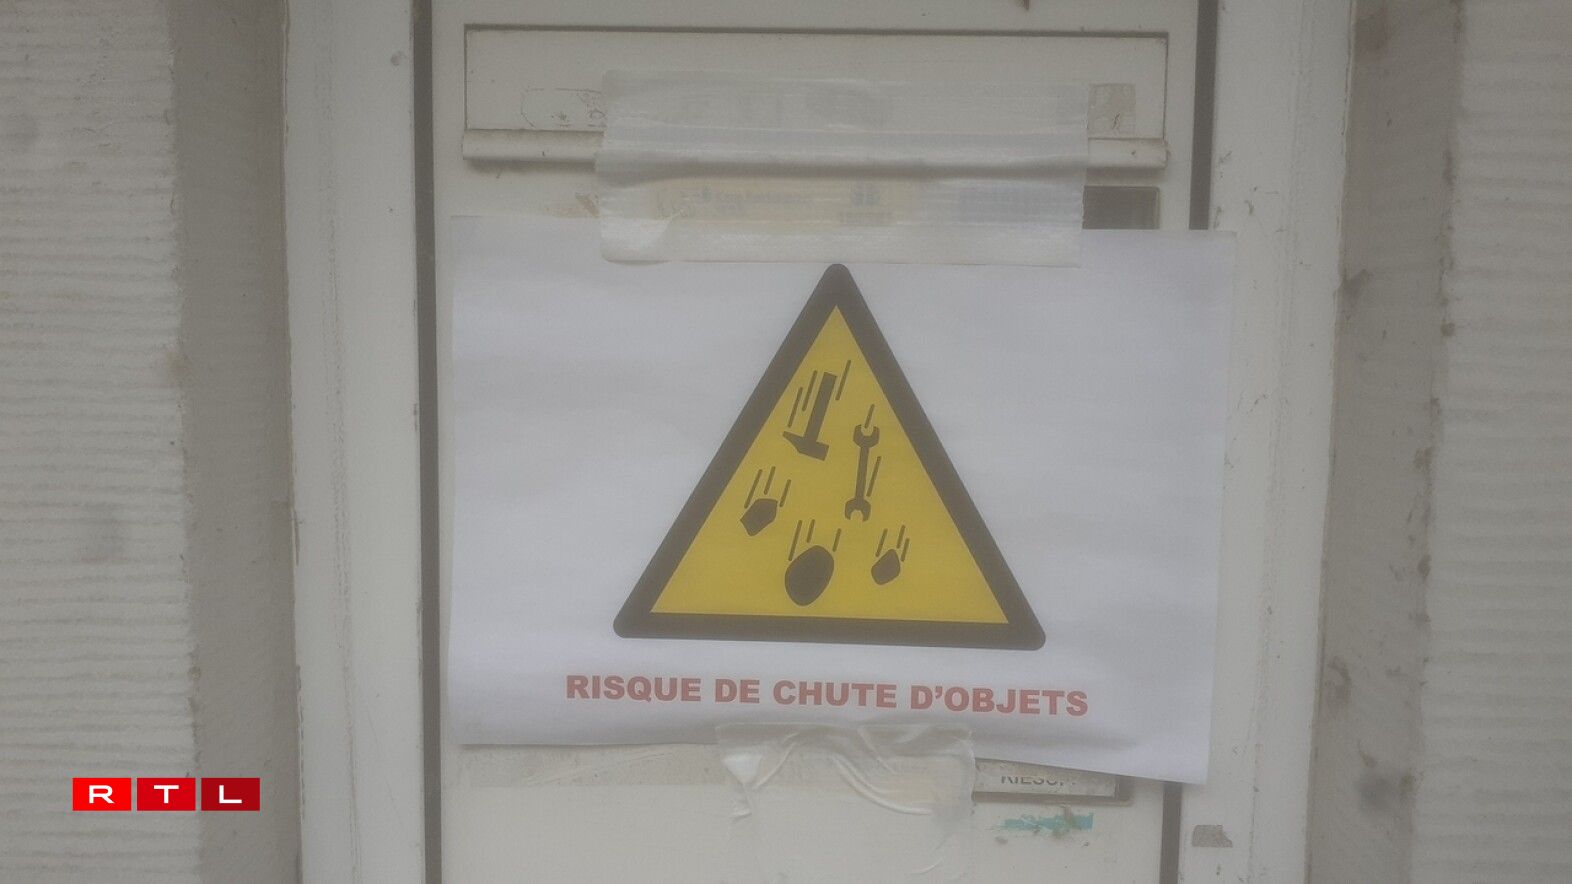 RISQUE DE CHUTE D'OBJETS
RTL